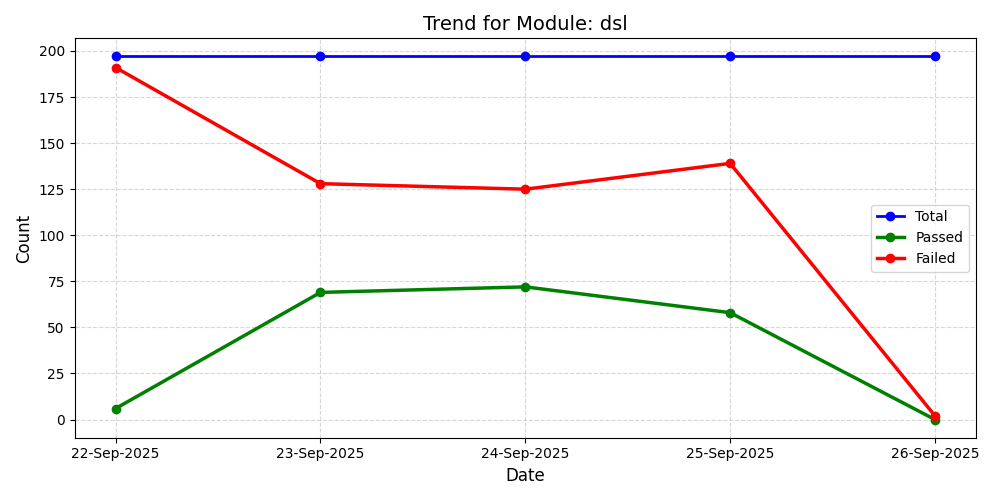 Trend for Module: dsl
200
175
150
125
100
75
50
25
0
Count
Total
Passed
Failed
22-Sep-2025
23-Sep-2025
24-Sep-2025
25-Sep-2025
26-Sep-2025
Date